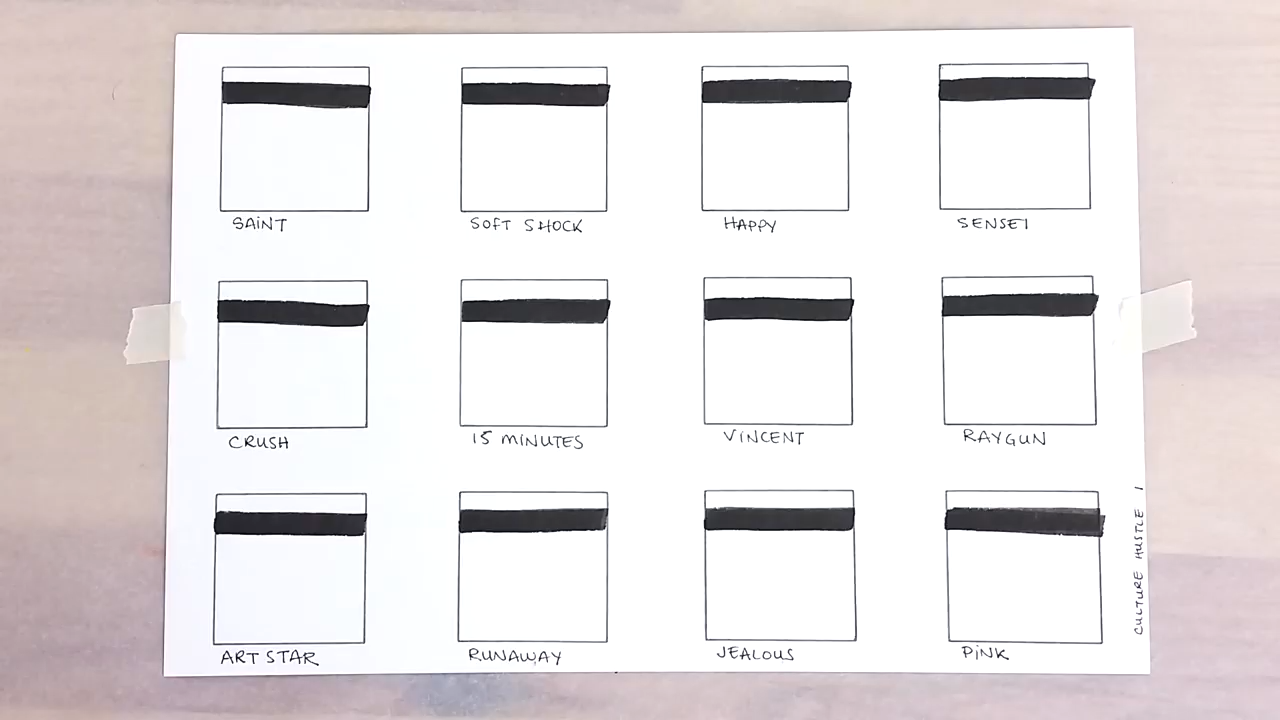 SAINT
SOFT SHOCK
HAPPY
SENSEI
CRUSH
15 MINUTES
VINCENT
RAYGUN
ART STAR
RUNAWAY
JEALOUS
PINK
CULTURE HUSTLE 1